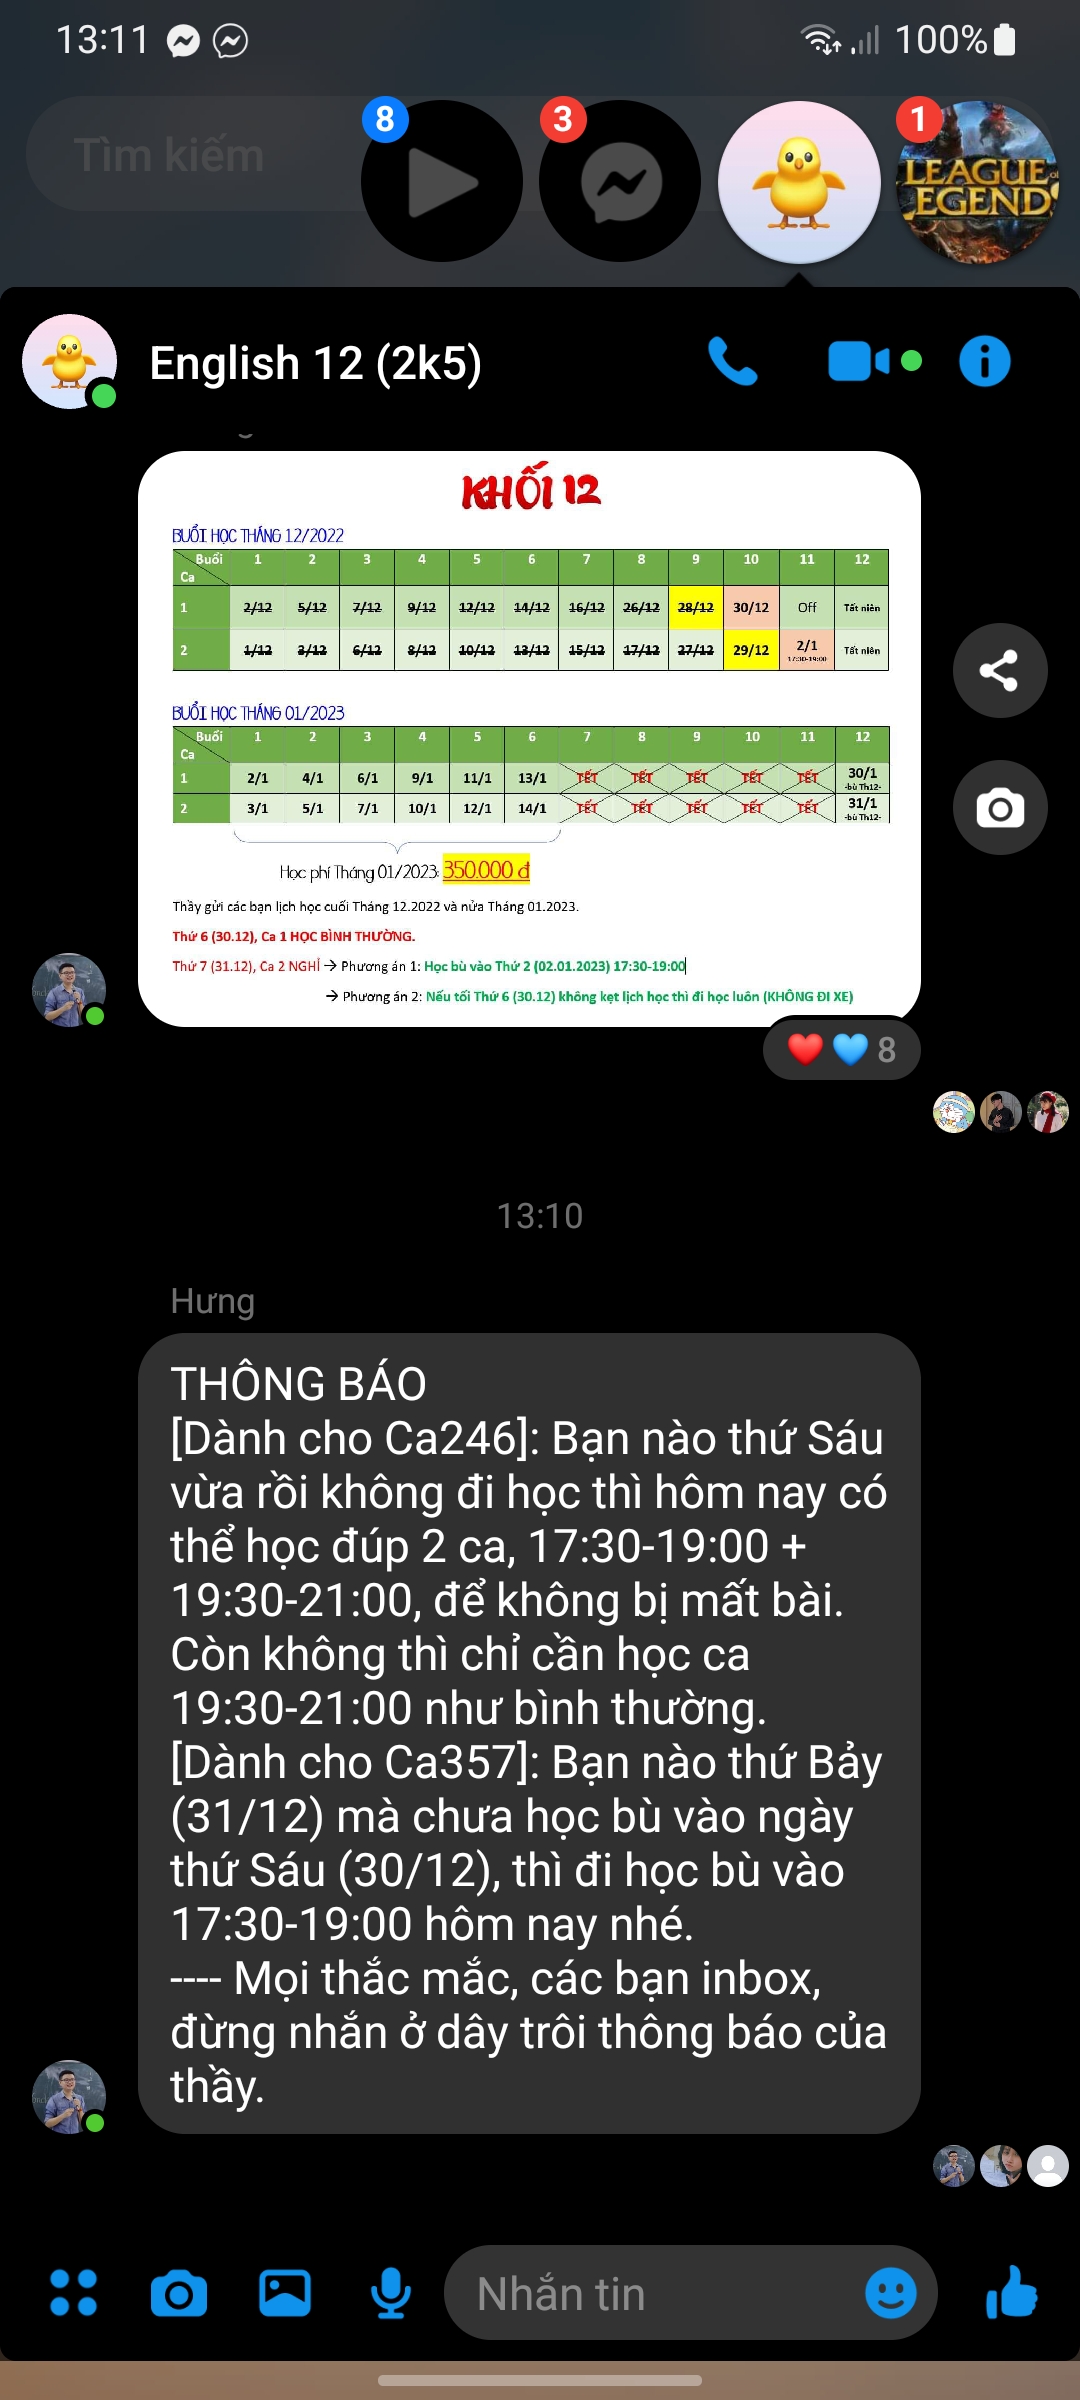 13:11
100%
Tìm kiếm
8
3
1
LEAGUE of
LEGENDS
English 12 (2k5)
KHỐI 12
BUỔI HỌC THÁNG 12/2022
Buổi 1 2 3 4 5 6 7 8 9 10 11 12
Ca
1 2/12 5/12 7/12 9/12 12/12 14/12 16/12 26/12 28/12 30/12 Off Tất niên
2 1/12 3/12 6/12 8/12 10/12 13/12 15/12 17/12 27/12 29/12 2/1 Tất niên
17:30-19:00
BUỔI HỌC THÁNG 01/2023
Buổi 1 2 3 4 5 6 7 8 9 10 11 12
Ca
1 2/1 4/1 6/1 9/1 11/1 13/1 TẾT TẾT TẾT TẾT TẾT 30/1
-bù Th12-
2 3/1 5/1 7/1 10/1 12/1 14/1 TẾT TẾT TẾT TẾT TẾT 31/1
-bù Th12-
Học phí Tháng 01/2023: 350.000 đ
Thầy gửi các bạn lịch học cuối Tháng 12.2022 và nửa Tháng 01.2023.
Thứ 6 (30.12), Ca 1 HỌC BÌNH THƯỜNG.
Thứ 7 (31.12), Ca 2 NGHỈ → Phương án 1: Học bù vào Thứ 2 (02.01.2023) 17:30-19:00
→ Phương án 2: Nếu tối Thứ 6 (30.12) không kẹt lịch học thì đi học luôn (KHÔNG ĐI XE)
8
13:10
Hưng
THÔNG BÁO
[Dành cho Ca246]: Bạn nào thứ Sáu
vừa rồi không đi học thì hôm nay có
thể học đúp 2 ca, 17:30-19:00 +
19:30-21:00, để không bị mất bài.
Còn không thì chỉ cần học ca
19:30-21:00 như bình thường.
[Dành cho Ca357]: Bạn nào thứ Bảy
(31/12) mà chưa học bù vào ngày
thứ Sáu (30/12), thì đi học bù vào
17:30-19:00 hôm nay nhé.
---- Mọi thắc mắc, các bạn inbox,
đừng nhắn ở dây trôi thông báo của
thầy.
Nhắn tin